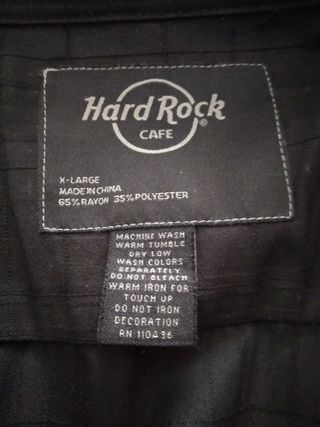 Hard Rock®
CAFE
X-LARGE
MADE IN CHINA
65% RAYON 35% POLYESTER
MACHINE WASH
WARM TUMBLE
DRY LOW
WASH COLORS
SEPARATELY
DO NOT BLEACH
WARM IRON FOR
TOUCH UP
DO NOT IRON
DECORATION
RN 110436